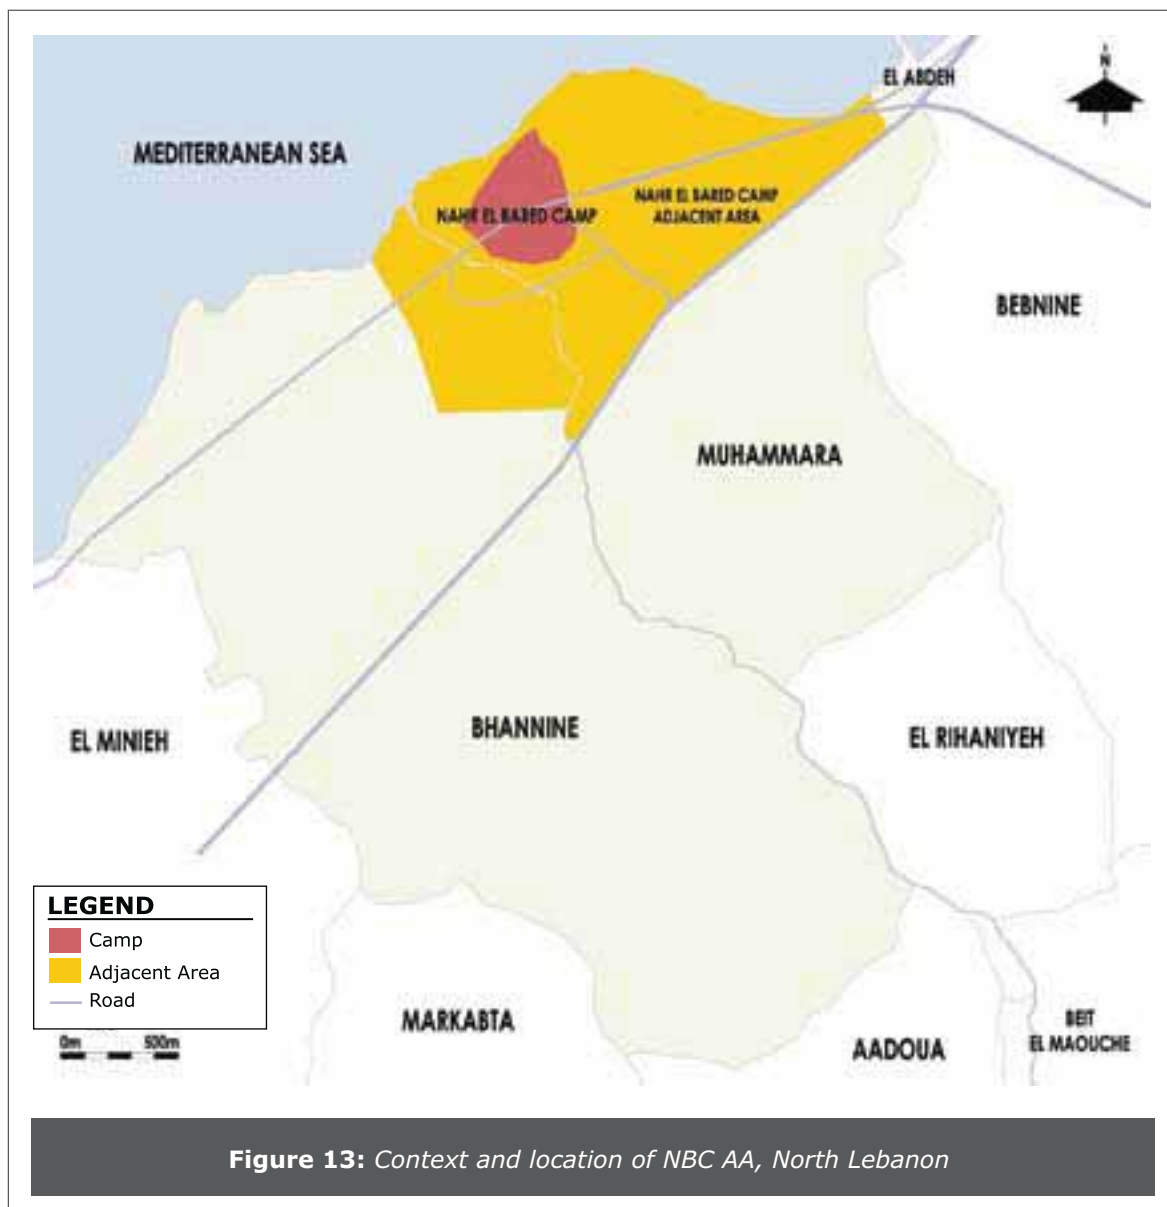 N
EL ABDEH
MEDITERRANEAN SEA
NAHR EL BARED CAMP
NAHR EL BARED CAMP
ADJACENT AREA
BEBNINE
MUHAMMARA
BHANNINE
EL MINIEH
EL RIHANIYEH
LEGEND
Camp
Adjacent Area
Road
0m 500m
MARKABTA
AADOUA
BEIT
EL MAOUCHE
Figure 13: Context and location of NBC AA, North Lebanon